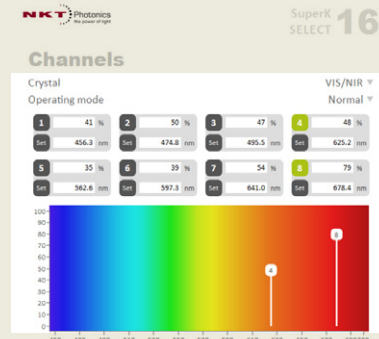 NKT Photonics
the power of light
SuperK
SELECT 16
Channels
Crystal VIS/NIR
Operating mode Normal
1 41 % 2 50 % 3 47 % 4 48 %
Set 456.3 nm Set 474.8 nm Set 495.5 nm Set 625.2 nm
5 35 % 6 39 % 7 54 % 8 79 %
Set 562.6 nm Set 597.3 nm Set 641.0 nm Set 678.4 nm
100
90
80
70
60
50
40
30
20
10
0
8
4